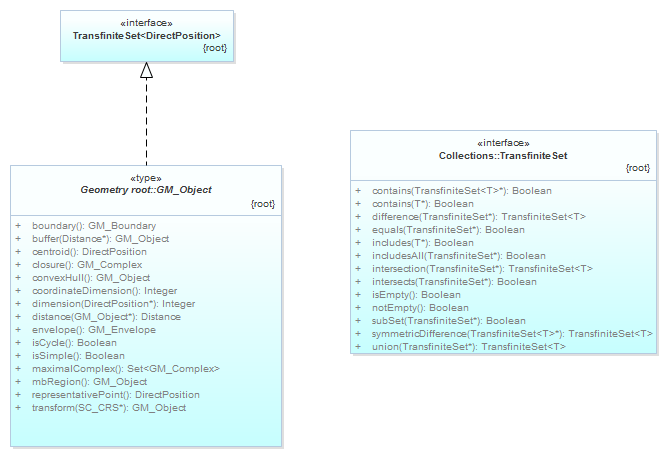 «interface»
TransfiniteSet<DirectPosition>
{root}
«type»
Geometry root::GM_Object
{root}
+ boundary(): GM_Boundary
+ buffer(Distance*): GM_Object
+ centroid(): DirectPosition
+ closure(): GM_Complex
+ convexHull(): GM_Object
+ coordinateDimension(): Integer
+ dimension(DirectPosition*): Integer
+ distance(GM_Object*): Distance
+ envelope(): GM_Envelope
+ isCycle(): Boolean
+ isSimple(): Boolean
+ maximalComplex(): Set<GM_Complex>
+ mbRegion(): GM_Object
+ representativePoint(): DirectPosition
+ transform(SC_CRS*): GM_Object
«interface»
Collections::TransfiniteSet
{root}
+ contains(TransfiniteSet<T>*): Boolean
+ contains(T*): Boolean
+ difference(TransfiniteSet*): TransfiniteSet<T>
+ equals(TransfiniteSet*): Boolean
+ includes(T*): Boolean
+ includesAll(TransfiniteSet*): Boolean
+ intersection(TransfiniteSet*): TransfiniteSet<T>
+ intersects(TransfiniteSet*): Boolean
+ isEmpty(): Boolean
+ notEmpty(): Boolean
+ subSet(TransfiniteSet*): Boolean
+ symmetricDifference(TransfiniteSet<T>*): TransfiniteSet<T>
+ union(TransfiniteSet*): TransfiniteSet<T>